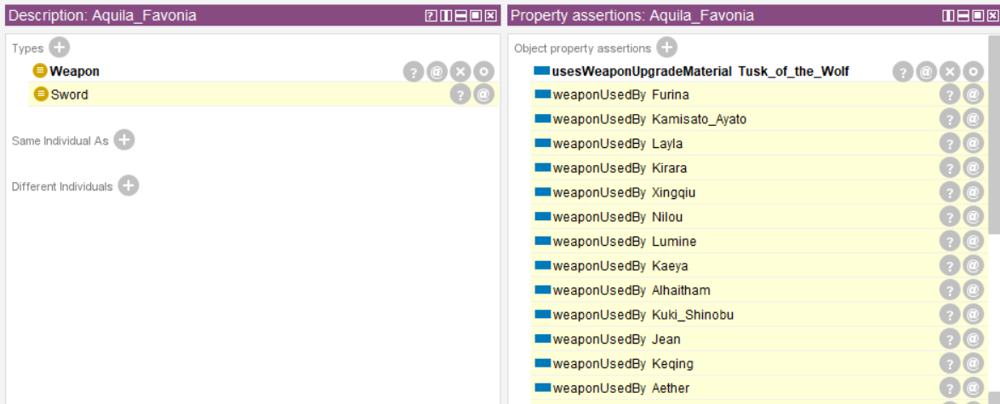 Description: Aquila_Favonia
Types
Weapon
Sword
Same Individual As
Different Individuals
Property assertions: Aquila_Favonia
Object property assertions
usesWeaponUpgradeMaterial Tusk_of_the_Wolf
weaponUsedBy Furina
weaponUsedBy Kamisato_Ayato
weaponUsedBy Layla
weaponUsedBy Kirara
weaponUsedBy Xingqiu
weaponUsedBy Nilou
weaponUsedBy Lumine
weaponUsedBy Kaeya
weaponUsedBy Alhaitham
weaponUsedBy Kuki_Shinobu
weaponUsedBy Jean
weaponUsedBy Keqing
weaponUsedBy Aether